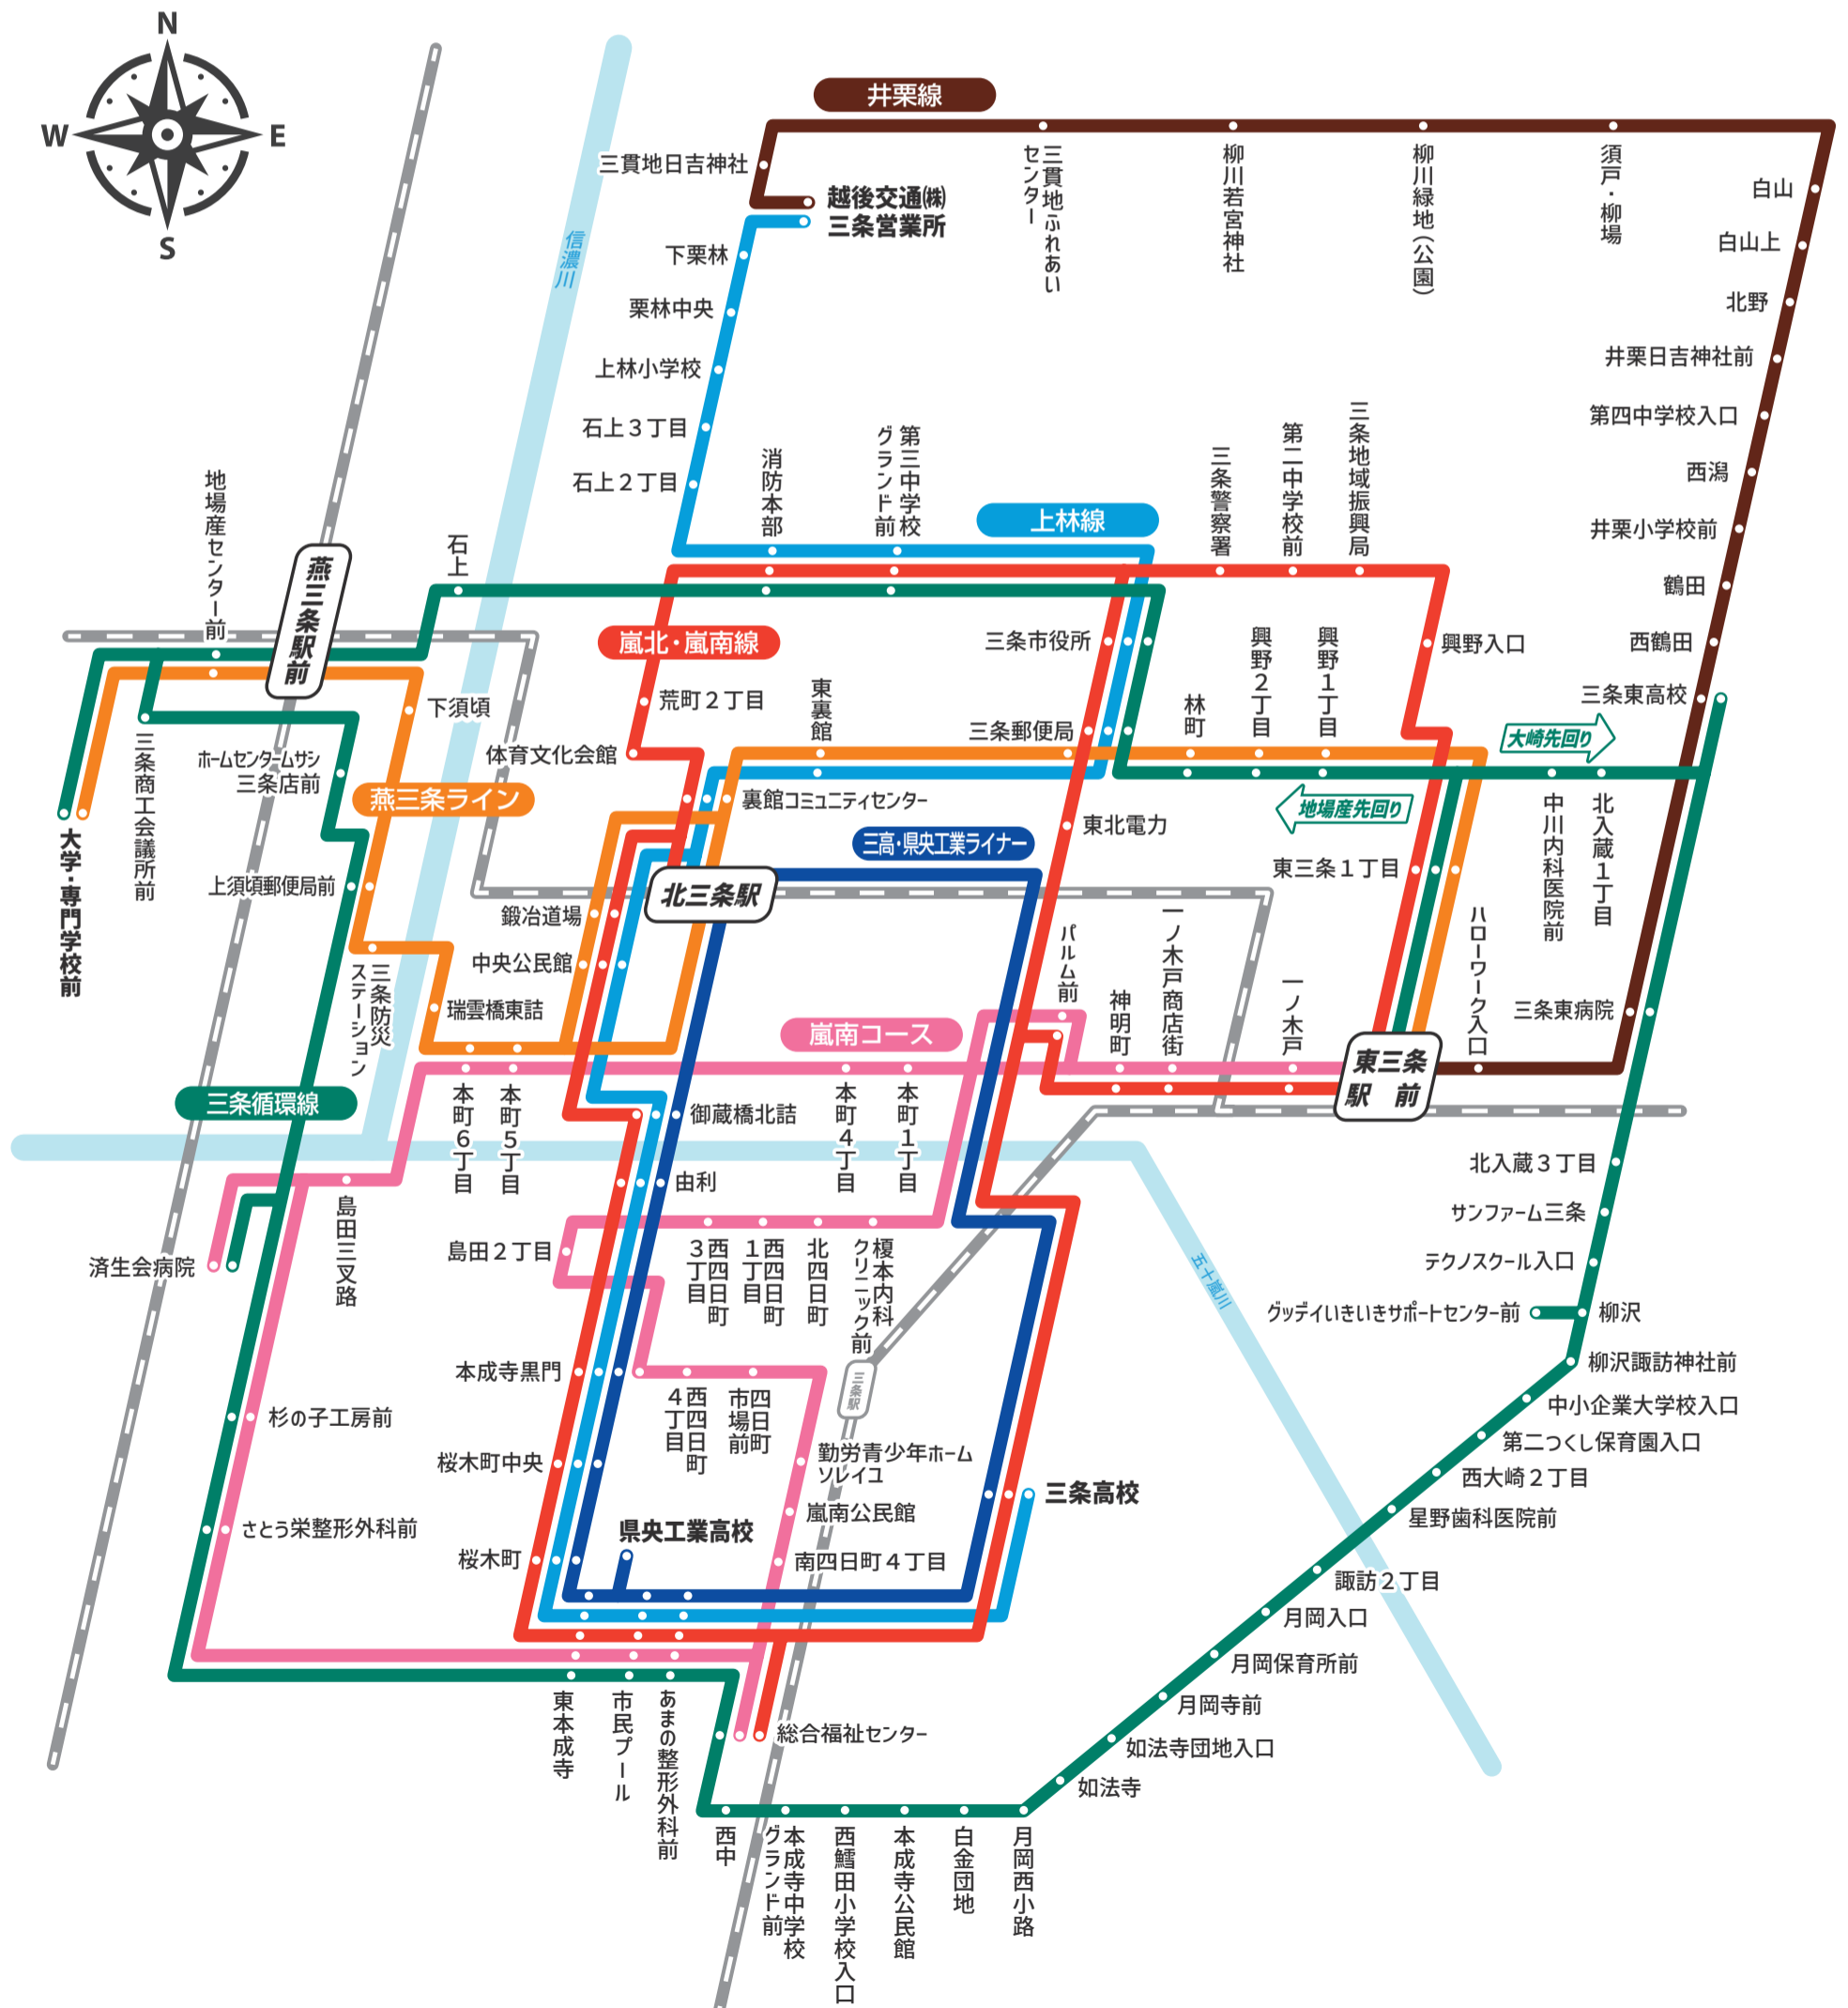 N
W
E
S
井栗線
三貫地日吉神社
越後交通㈱
三条営業所
三貫地ふれあい
センター
柳川若宮神社
柳川緑地（公園）
須戸・柳場
白山
白山上
北野
井栗日吉神社前
第四中学校入口
西潟
井栗小学校前
鶴田
西鶴田
三条東高校
信濃川
下栗林
栗林中央
上林小学校
石上３丁目
石上２丁目
消防本部
第三中学校
グランド前
上林線
三条警察署
第二中学校前
三条地域振興局
地場産センター前
燕三条駅前
石上
嵐北・嵐南線
三条市役所
興野２丁目
興野１丁目
興野入口
荒町２丁目
東裏館
三条郵便局
林町
大崎先回り
下須頃
体育文化会館
三条商工会議所前
ホームセンタームサシ
三条店前
燕三条ライン
裏館コミュニティセンター
地場産先回り
中川内科医院前
北入蔵１丁目
大学・専門学校前
三高・県央工業ライナー
東北電力
東三条１丁目
上須頃郵便局前
北三条駅
鍛冶道場
中央公民館
パルム前
一ノ木戸商店街
神明町
一ノ木戸
ハローワーク入口
三条防災
ステーション
瑞雲橋東詰
嵐南コース
三条東病院
東三条
駅　前
三条循環線
本町６丁目
本町５丁目
御蔵橋北詰
本町４丁目
本町１丁目
由利
北入蔵３丁目
サンファーム三条
テクノスクール入口
グッデイいきいきサポートセンター前
柳沢
柳沢諏訪神社前
中小企業大学校入口
第二つくし保育園入口
西大崎２丁目
星野歯科医院前
五十嵐川
済生会病院
島田三叉路
島田２丁目
西四日町
３丁目
西四日町
１丁目
北四日町
榎本内科
クリニック前
本成寺黒門
三条駅
西四日町
４丁目
四日町
市場前
杉の子工房前
桜木町中央
勤労青少年ホーム
ソレイユ
三条高校
嵐南公民館
さとう栄整形外科前
県央工業高校
桜木町
南四日町４丁目
諏訪２丁目
月岡入口
月岡保育所前
月岡寺前
如法寺団地入口
如法寺
東本成寺
市民プール
あまの整形外科前
総合福祉センター
西中
本成寺中学校
グランド前
西鱈田小学校入口
本成寺公民館
白金団地
月岡西小路